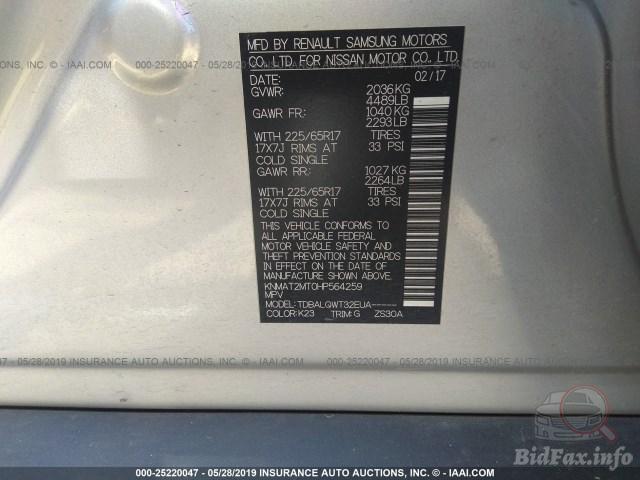 MFD BY RENAULT SAMSUNG MOTORS
CO. LTD. FOR NISSAN MOTOR CO. LTD.
DATE: 02/17
GVWR: 2036KG
4489LB
GAWR FR: 1040KG
2293LB
WITH 225/65R17 TIRES
17X7J RIMS AT 33 PSI
COLD SINGLE
GAWR RR: 1027KG
2264LB
WITH 225/65R17 TIRES
17X7J RIMS AT 33 PSI
COLD SINGLE
THIS VEHICLE CONFORMS TO
ALL APPLICABLE FEDERAL
MOTOR VEHICLE SAFETY AND
THEFT PREVENTION STANDARDS
IN EFFECT ON THE DATE OF
MANUFACTURE SHOWN ABOVE.
KNMAT2MT0HP564259
MPV
MODEL: TDBALQWT32EUA-----
COLOR: K23 TRIM: G ZS30A
000-25220047 - 05/28/2019 INSURANCE AUTO AUCTIONS, INC. - IAAI.COM
BidFax.info